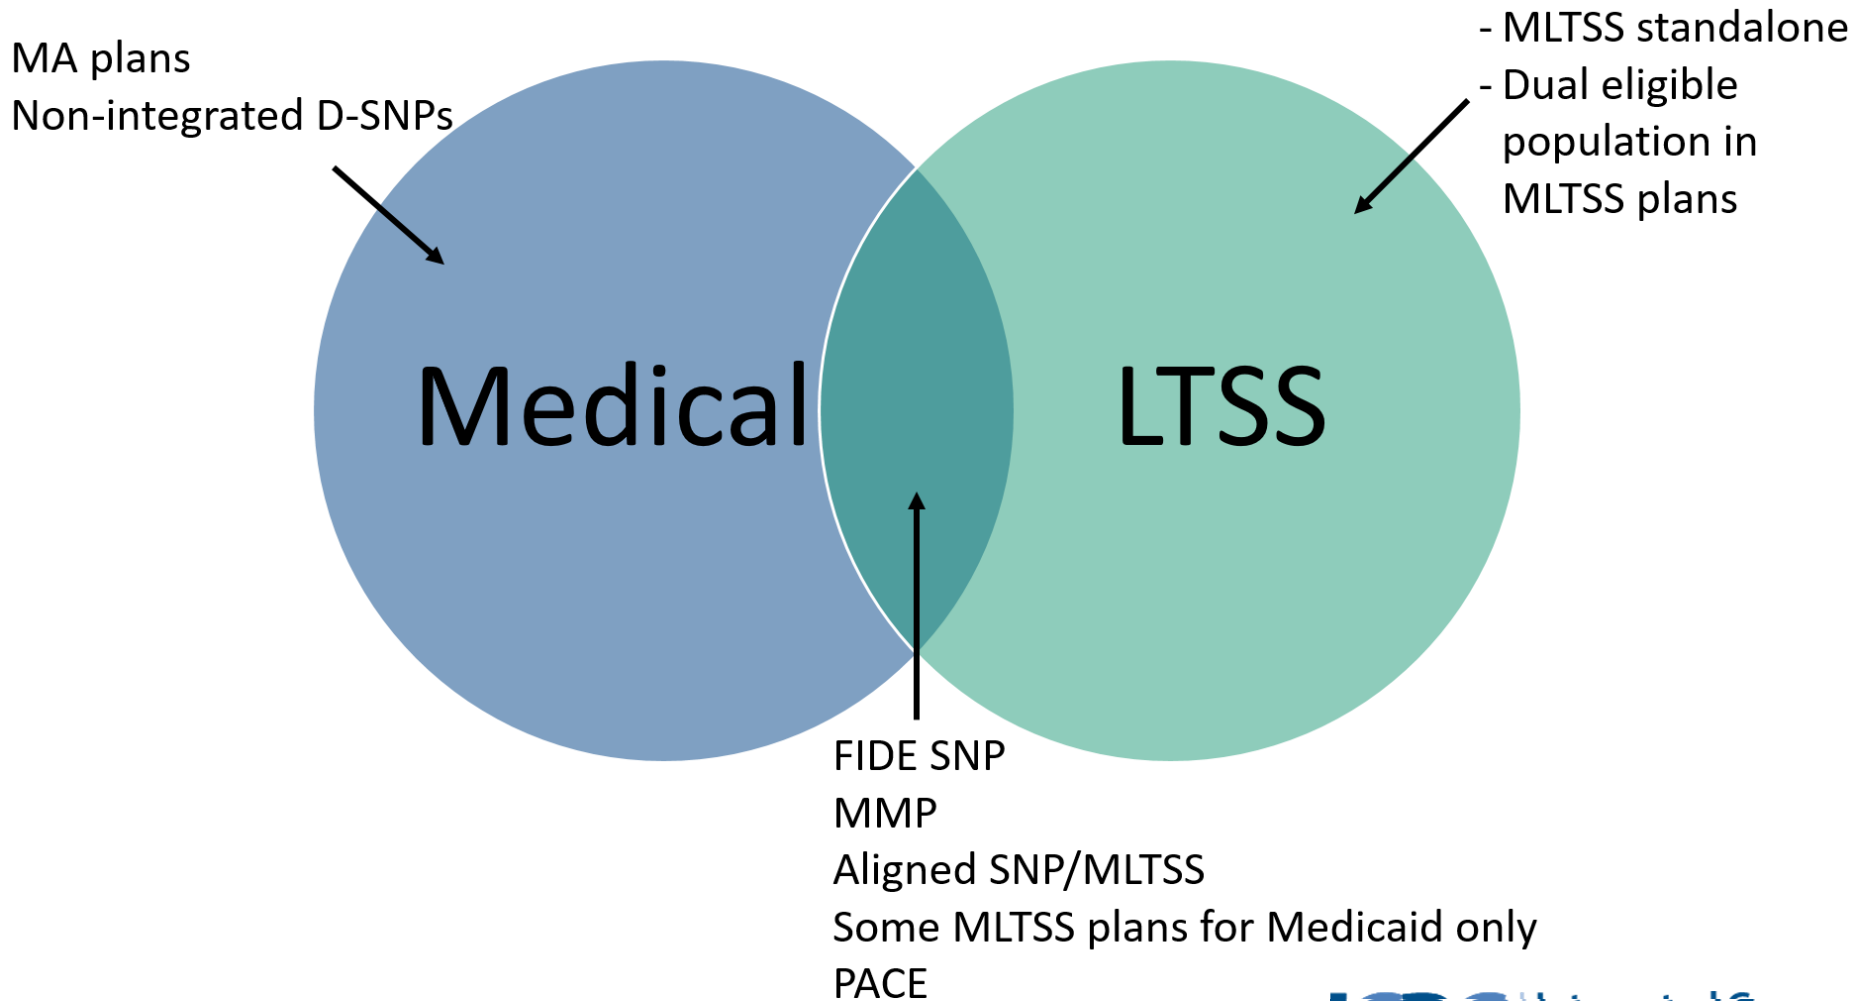 MA plans
Non-integrated D-SNPs
- MLTSS standalone
- Dual eligible
population in
MLTSS plans
Medical
LTSS
FIDE SNP
MMP
Aligned SNP/MLTSS
Some MLTSS plans for Medicaid only
PACE